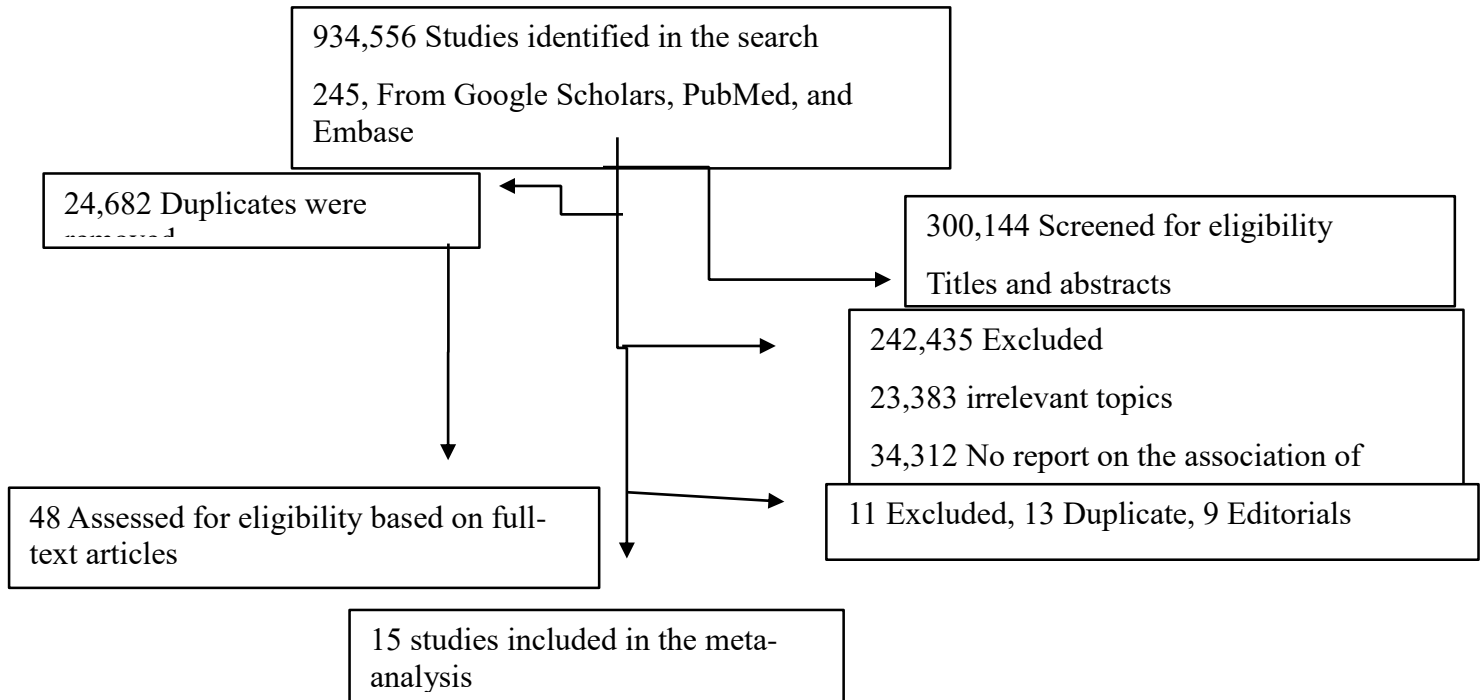 934,556 Studies identified in the search
245, From Google Scholars, PubMed, and
Embase
24,682 Duplicates were
300,144 Screened for eligibility
Titles and abstracts
242,435 Excluded
23,383 irrelevant topics
34,312 No report on the association of
11 Excluded, 13 Duplicate, 9 Editorials
48 Assessed for eligibility based on full-
text articles
15 studies included in the meta-
analysis